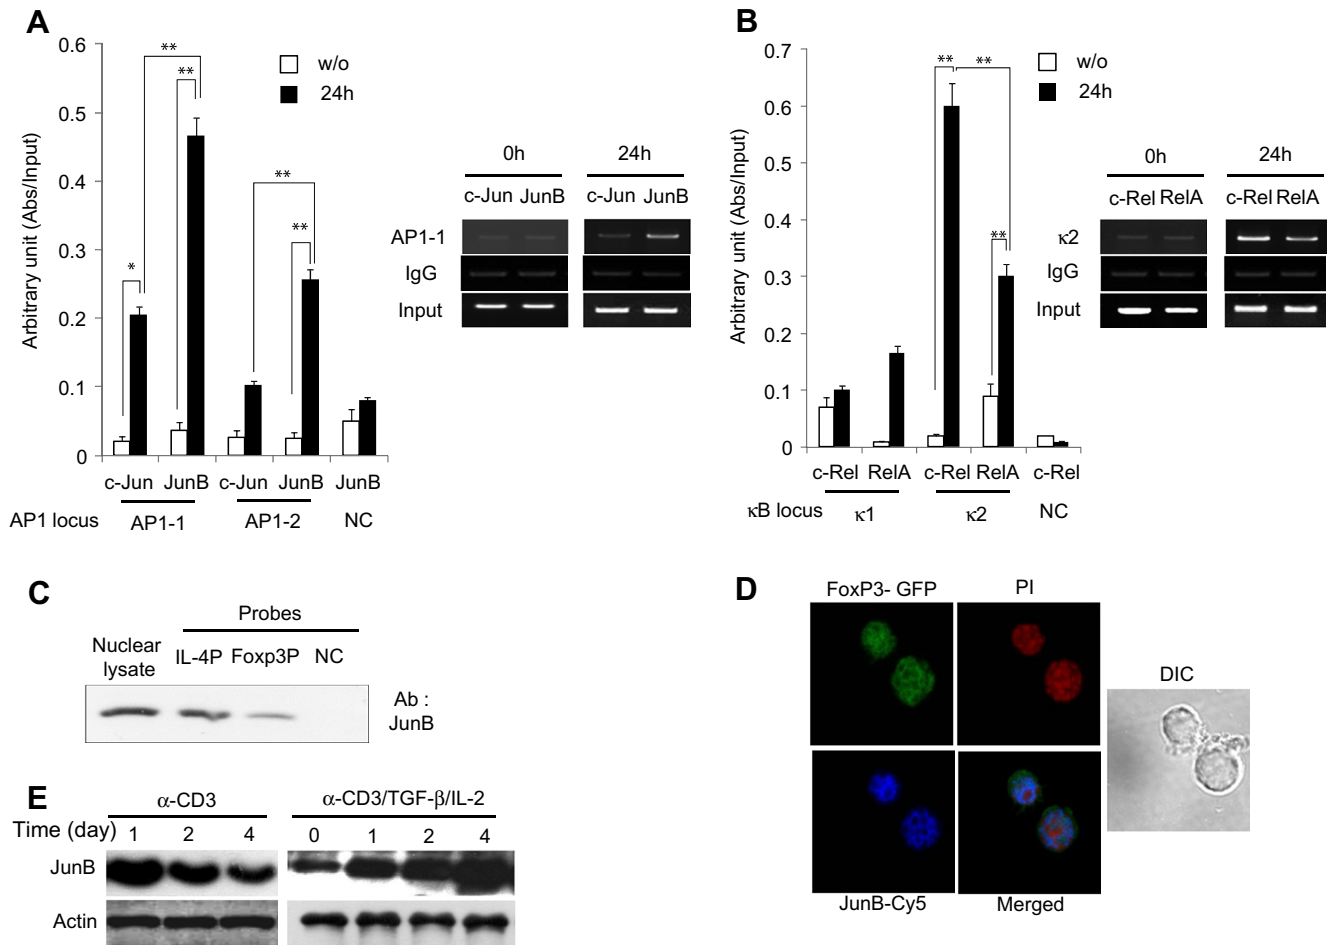 A
0.6
0.5
0.4
0.3
0.2
0.1
0
Arbitrary unit (Abs/Input)
w/o
24h
**
**
**
**
*
c-Jun JunB c-Jun JunB JunB
AP1 locus AP1-1 AP1-2 NC
0h 24h
c-Jun JunB c-Jun JunB
AP1-1
IgG
Input
B
0.7
0.6
0.5
0.4
0.3
0.2
0.1
0
Arbitrary unit (Abs/Input)
w/o
24h
**
**
**
c-Rel RelA c-Rel RelA c-Rel
κB locus κ1 κ2 NC
0h 24h
c-Rel RelA c-Rel RelA
κ2
IgG
Input
C
Probes
Nuclear
lysate
IL-4P Foxp3P NC
Ab :
JunB
D
FoxP3- GFP PI
DIC
JunB-Cy5 Merged
E
α-CD3 α-CD3/TGF-β/IL-2
Time (day) 1 2 4 0 1 2 4
JunB
Actin